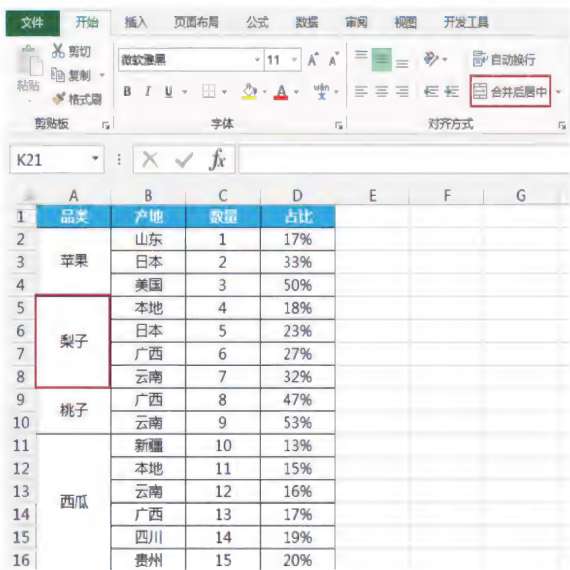 文件 开始 插入 页面布局 公式 数据 审阅 视图 开发工具
剪切
复制
格式刷
粘贴
微软雅黑 11 A A
自动换行
B I U A wén 文
合并后居中
剪贴板 字体 对齐方式
K21 fx
A B C D E F G
1 品类 产地 数量 占比
2 山东 1 17%
3 苹果 日本 2 33%
4 美国 3 50%
5 本地 4 18%
6 日本 5 23%
梨子
7 广西 6 27%
8 云南 7 32%
9 广西 8 47%
桃子
10 云南 9 53%
11 新疆 10 13%
12 本地 11 15%
13 云南 12 16%
西瓜
14 广西 13 17%
15 四川 14 19%
16 贵州 15 20%